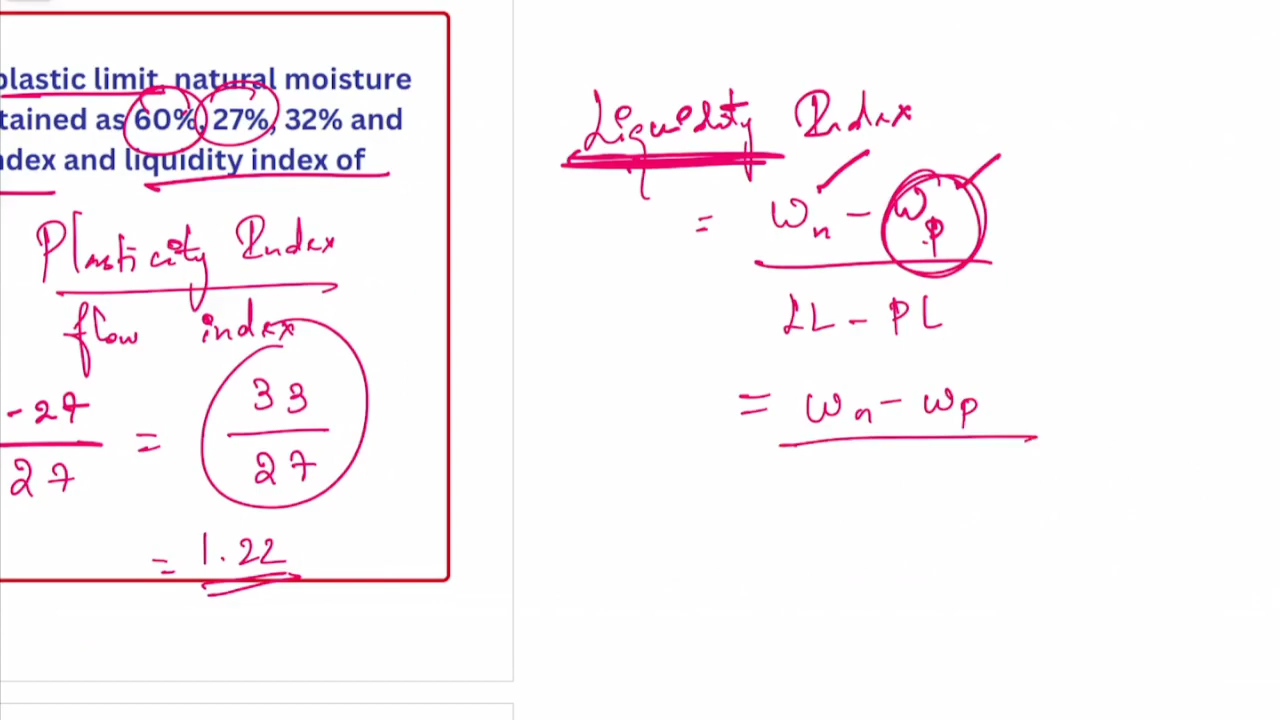 plastic limit, natural moisture
tained as 60%, 27%, 32% and
ndex and liquidity index of
Plasticity Index
flow index
-27
27
=
33
27
= 1.22
Liquidity Index
= wn - wp
LL - PL
= wn - wp